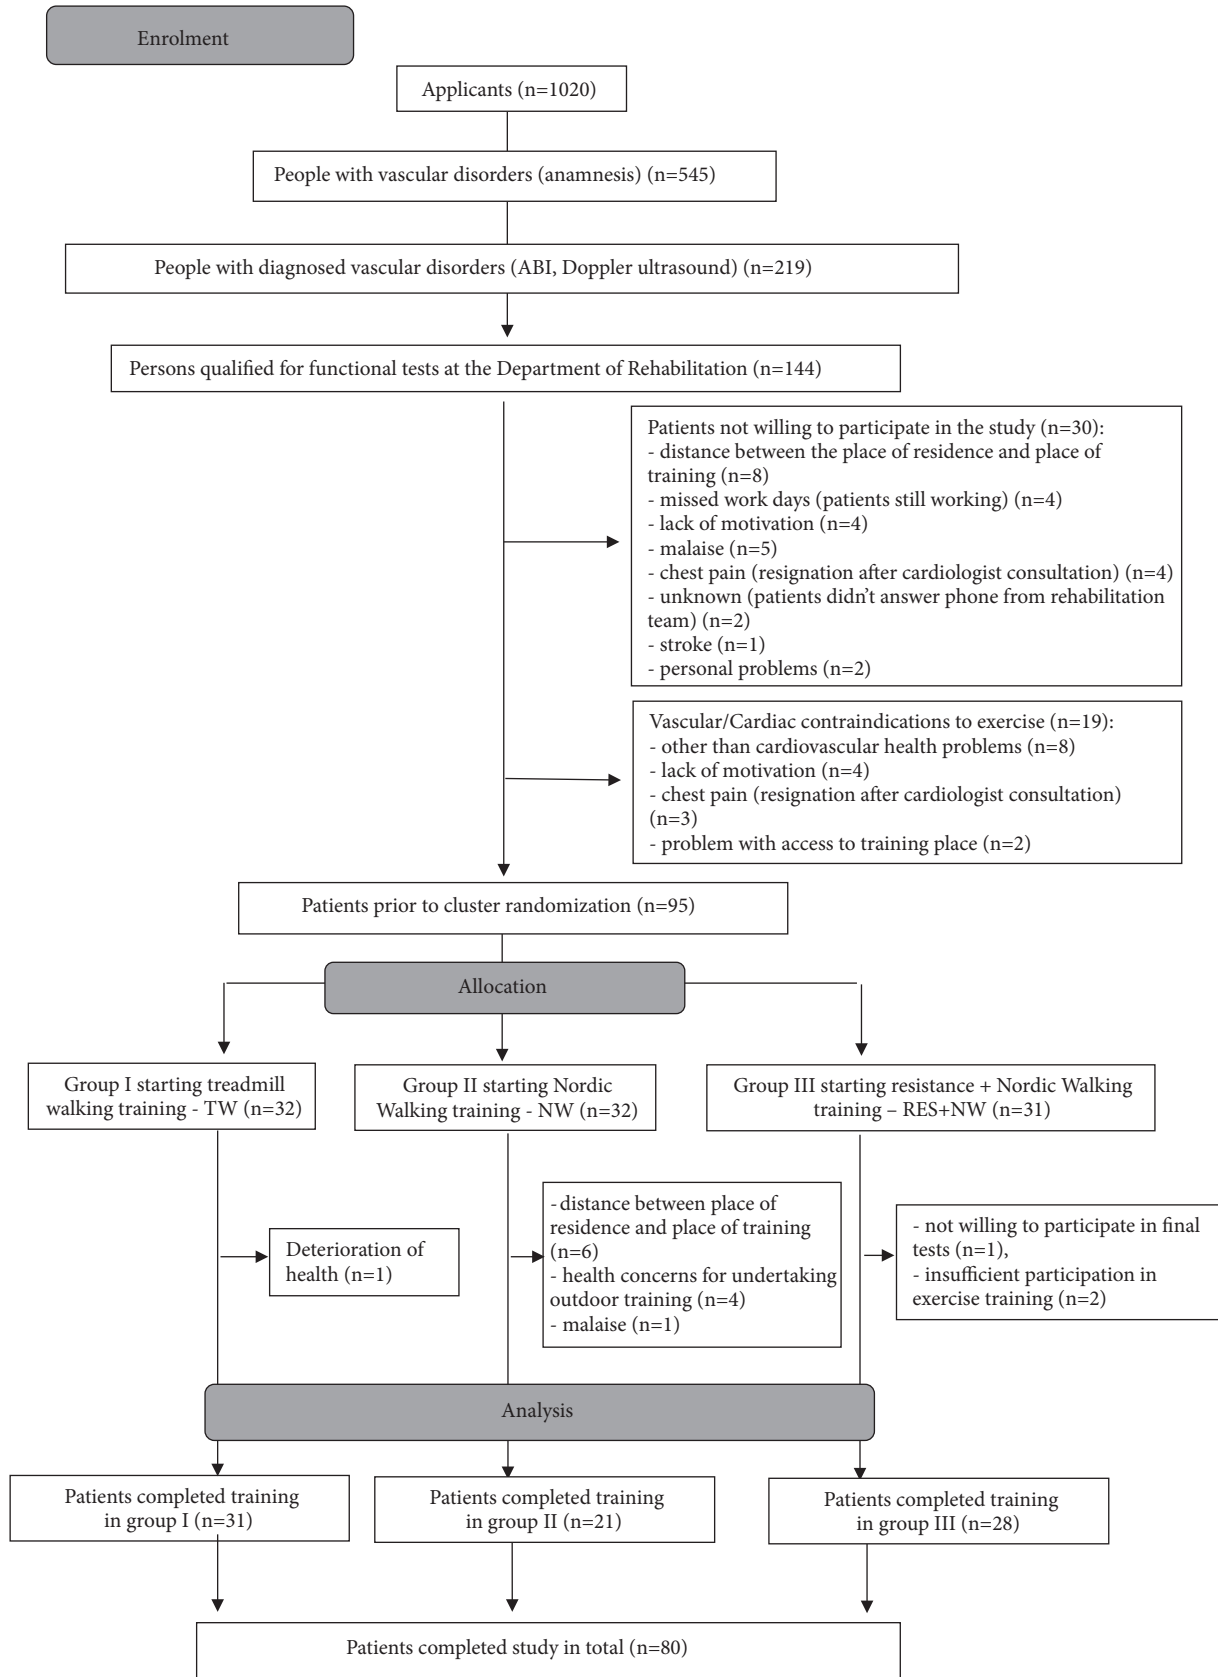 Enrolment
Applicants (n=1020)
People with vascular disorders (anamnesis) (n=545)
People with diagnosed vascular disorders (ABI, Doppler ultrasound) (n=219)
Persons qualified for functional tests at the Department of Rehabilitation (n=144)
Patients not willing to participate in the study (n=30):
- distance between the place of residence and place of
training (n=8)
- missed work days (patients still working) (n=4)
- lack of motivation (n=4)
- malaise (n=5)
- chest pain (resignation after cardiologist consultation) (n=4)
- unknown (patients didn't answer phone from rehabilitation
team) (n=2)
- stroke (n=1)
- personal problems (n=2)
Vascular/Cardiac contraindications to exercise (n=19):
- other than cardiovascular health problems (n=8)
- lack of motivation (n=4)
- chest pain (resignation after cardiologist consultation)
(n=3)
- problem with access to training place (n=2)
Patients prior to cluster randomization (n=95)
Allocation
Group I starting treadmill
walking training - TW (n=32)
Group II starting Nordic
Walking training - NW (n=32)
Group III starting resistance + Nordic Walking
training – RES+NW (n=31)
Deterioration of
health (n=1)
- distance between place of
residence and place of training
(n=6)
- health concerns for undertaking
outdoor training (n=4)
- malaise (n=1)
- not willing to participate in final
tests (n=1),
- insufficient participation in
exercise training (n=2)
Analysis
Patients completed training
in group I (n=31)
Patients completed training
in group II (n=21)
Patients completed training
in group III (n=28)
Patients completed study in total (n=80)